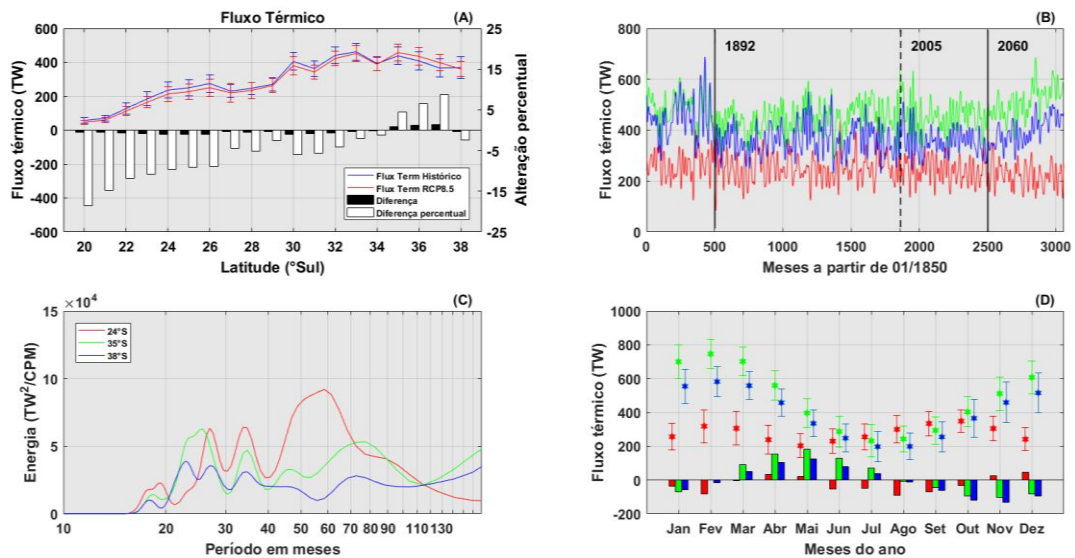 Fluxo Térmico
(A)
600
400
200
0
-200
-400
-600
Fluxo térmico (TW)
25
15
5
-5
-15
-25
Alteração percentual
Flux Term Histórico
Flux Term RCP8.5
Diferença
Diferença percentual
20 22 24 26 28 30 32 34 36 38
Latitude (°Sul)
(B)
1892
2005
2060
800
600
400
200
0
Fluxo térmico (TW)
0 500 1000 1500 2000 2500 3000
Meses a partir de 01/1850
(C)
×10⁴
15
10
5
0
Energia (TW²/CPM)
24°S
35°S
38°S
10 20 30 40 50 60 70 80 90 110 130
Período em meses
(D)
1000
800
600
400
200
0
-200
Fluxo térmico (TW)
Jan Fev Mar Abr Mai Jun Jul Ago Set Out Nov Dez
Meses do ano